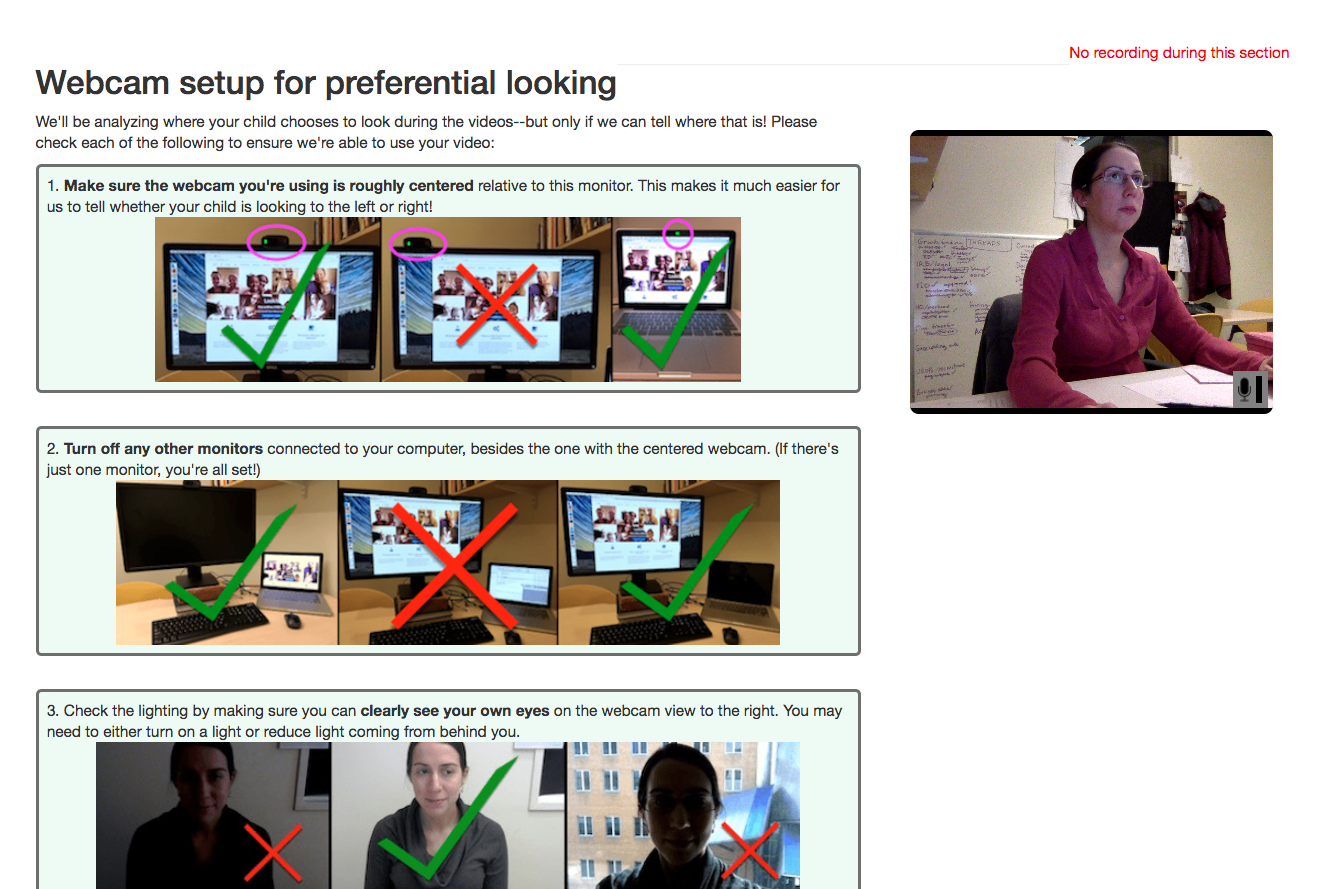 No recording during this section
Webcam setup for preferential looking
We'll be analyzing where your child chooses to look during the videos--but only if we can tell where that is! Please
check each of the following to ensure we're able to use your video:
1. Make sure the webcam you're using is roughly centered relative to this monitor. This makes it much easier for
us to tell whether your child is looking to the left or right!
THREADS
2. Turn off any other monitors connected to your computer, besides the one with the centered webcam. (If there's
just one monitor, you're all set!)
3. Check the lighting by making sure you can clearly see your own eyes on the webcam view to the right. You may
need to either turn on a light or reduce light coming from behind you.